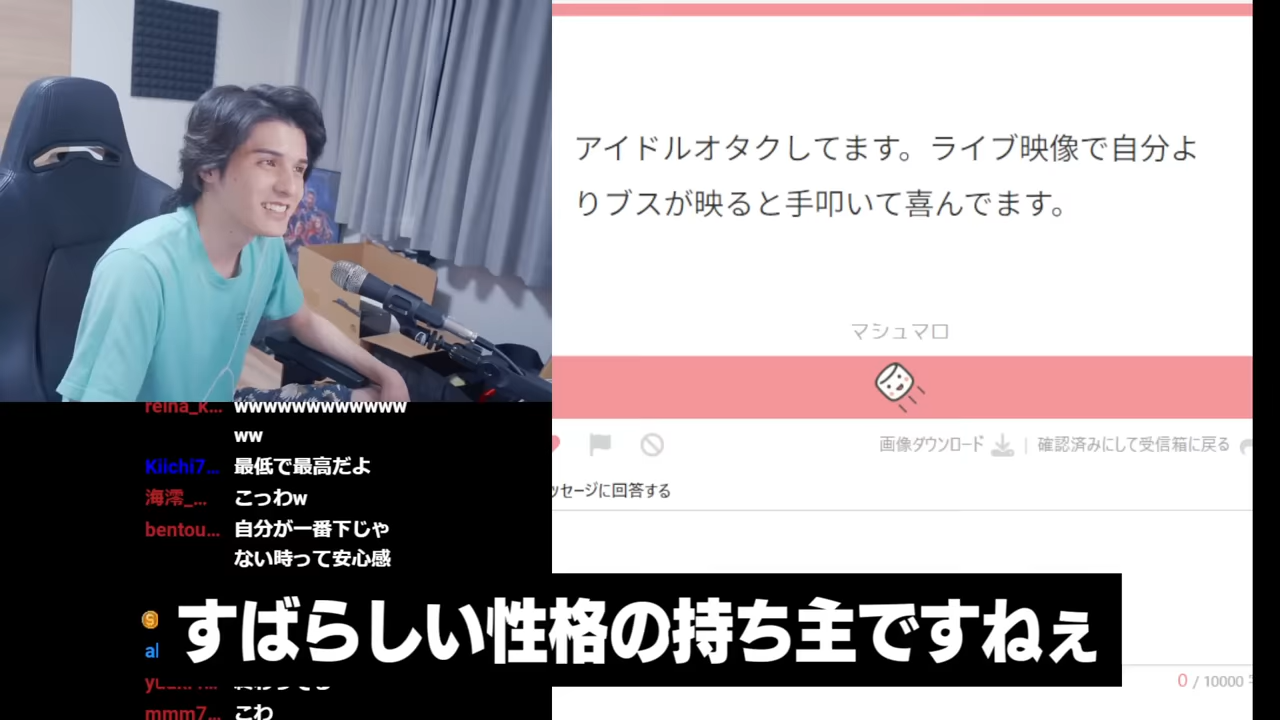 アイドルオタクしてます。ライブ映像で自分よ
りブスが映ると手叩いて喜んでます。
マシュマロ
画像ダウンロード
確認済みにして受信箱に戻る
ッセージに回答する
reina_k... wwwwwwwwwwww
ww
Kiichi7... 最低で最高だよ
海澪_... こっわw
bentou... 自分が一番下じゃ
ない時って安心感
すばらしい性格の持ち主ですねぇ
al
mmm7... こわ
0 / 10000